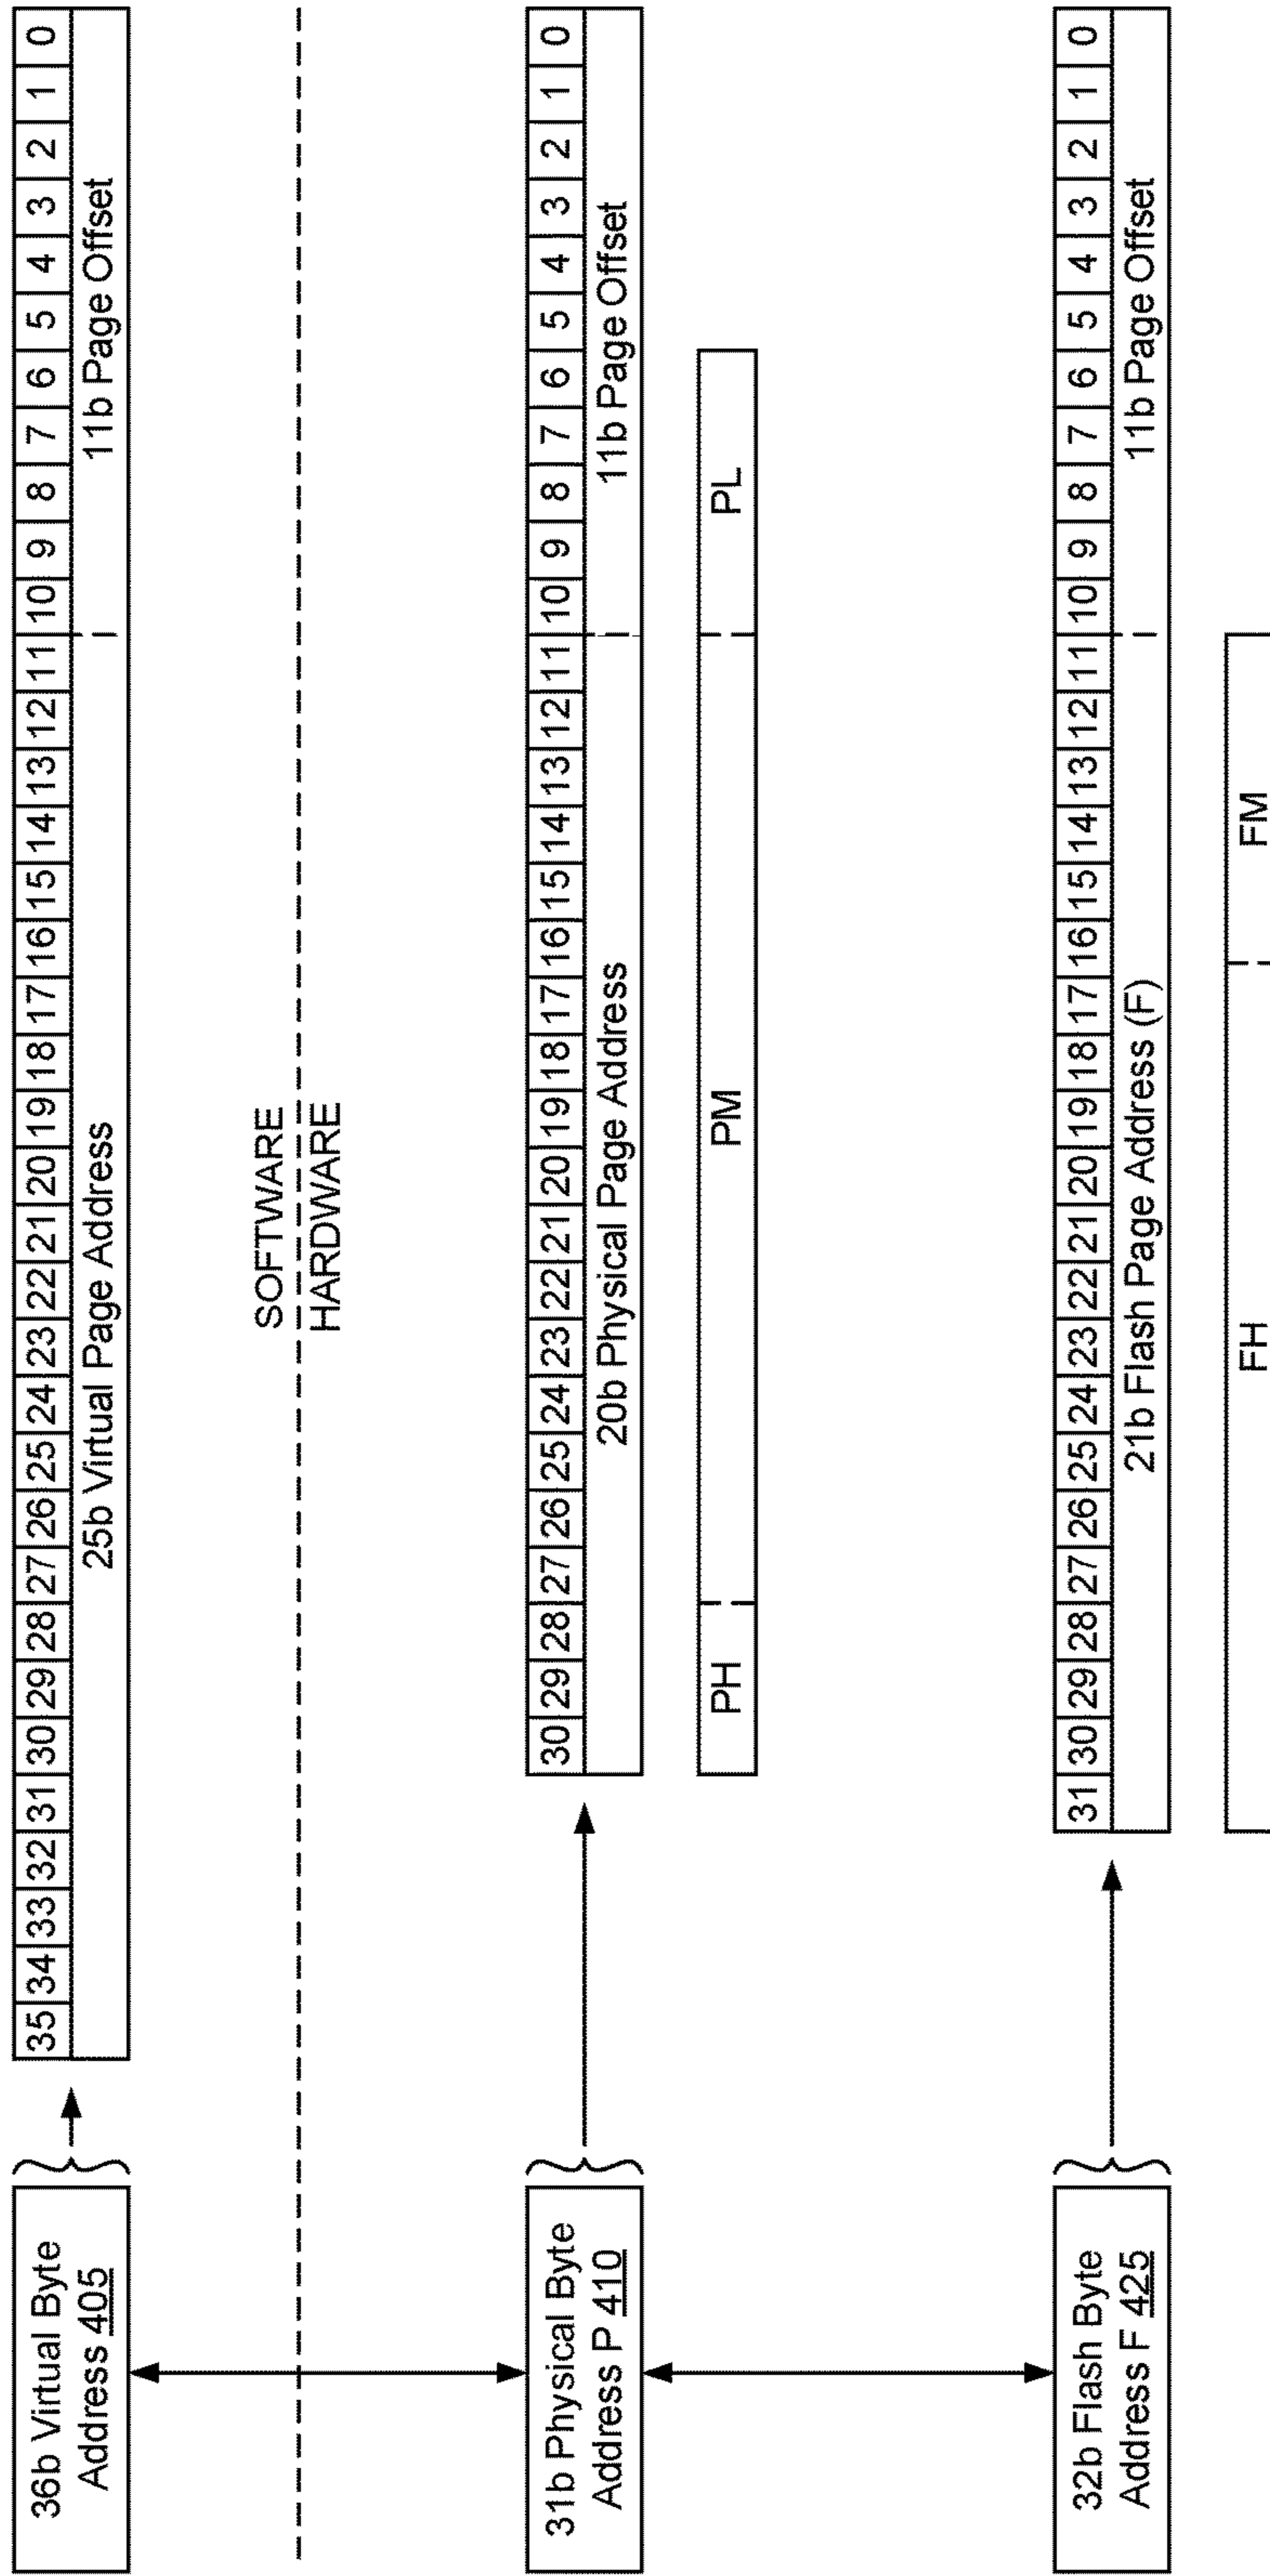 36b Virtual Byte
Address 405
35 34 33 32 31 30 29 28 27 26 25 24 23 22 21 20 19 18 17 16 15 14 13 12 11 10 9 8 7 6 5 4 3 2 1 0
25b Virtual Page Address 11b Page Offset
SOFTWARE
HARDWARE
31b Physical Byte
Address P 410
30 29 28 27 26 25 24 23 22 21 20 19 18 17 16 15 14 13 12 11 10 9 8 7 6 5 4 3 2 1 0
20b Physical Page Address 11b Page Offset
PH PM PL
32b Flash Byte
Address F 425
31 30 29 28 27 26 25 24 23 22 21 20 19 18 17 16 15 14 13 12 11 10 9 8 7 6 5 4 3 2 1 0
21b Flash Page Address (F) 11b Page Offset
FH FM